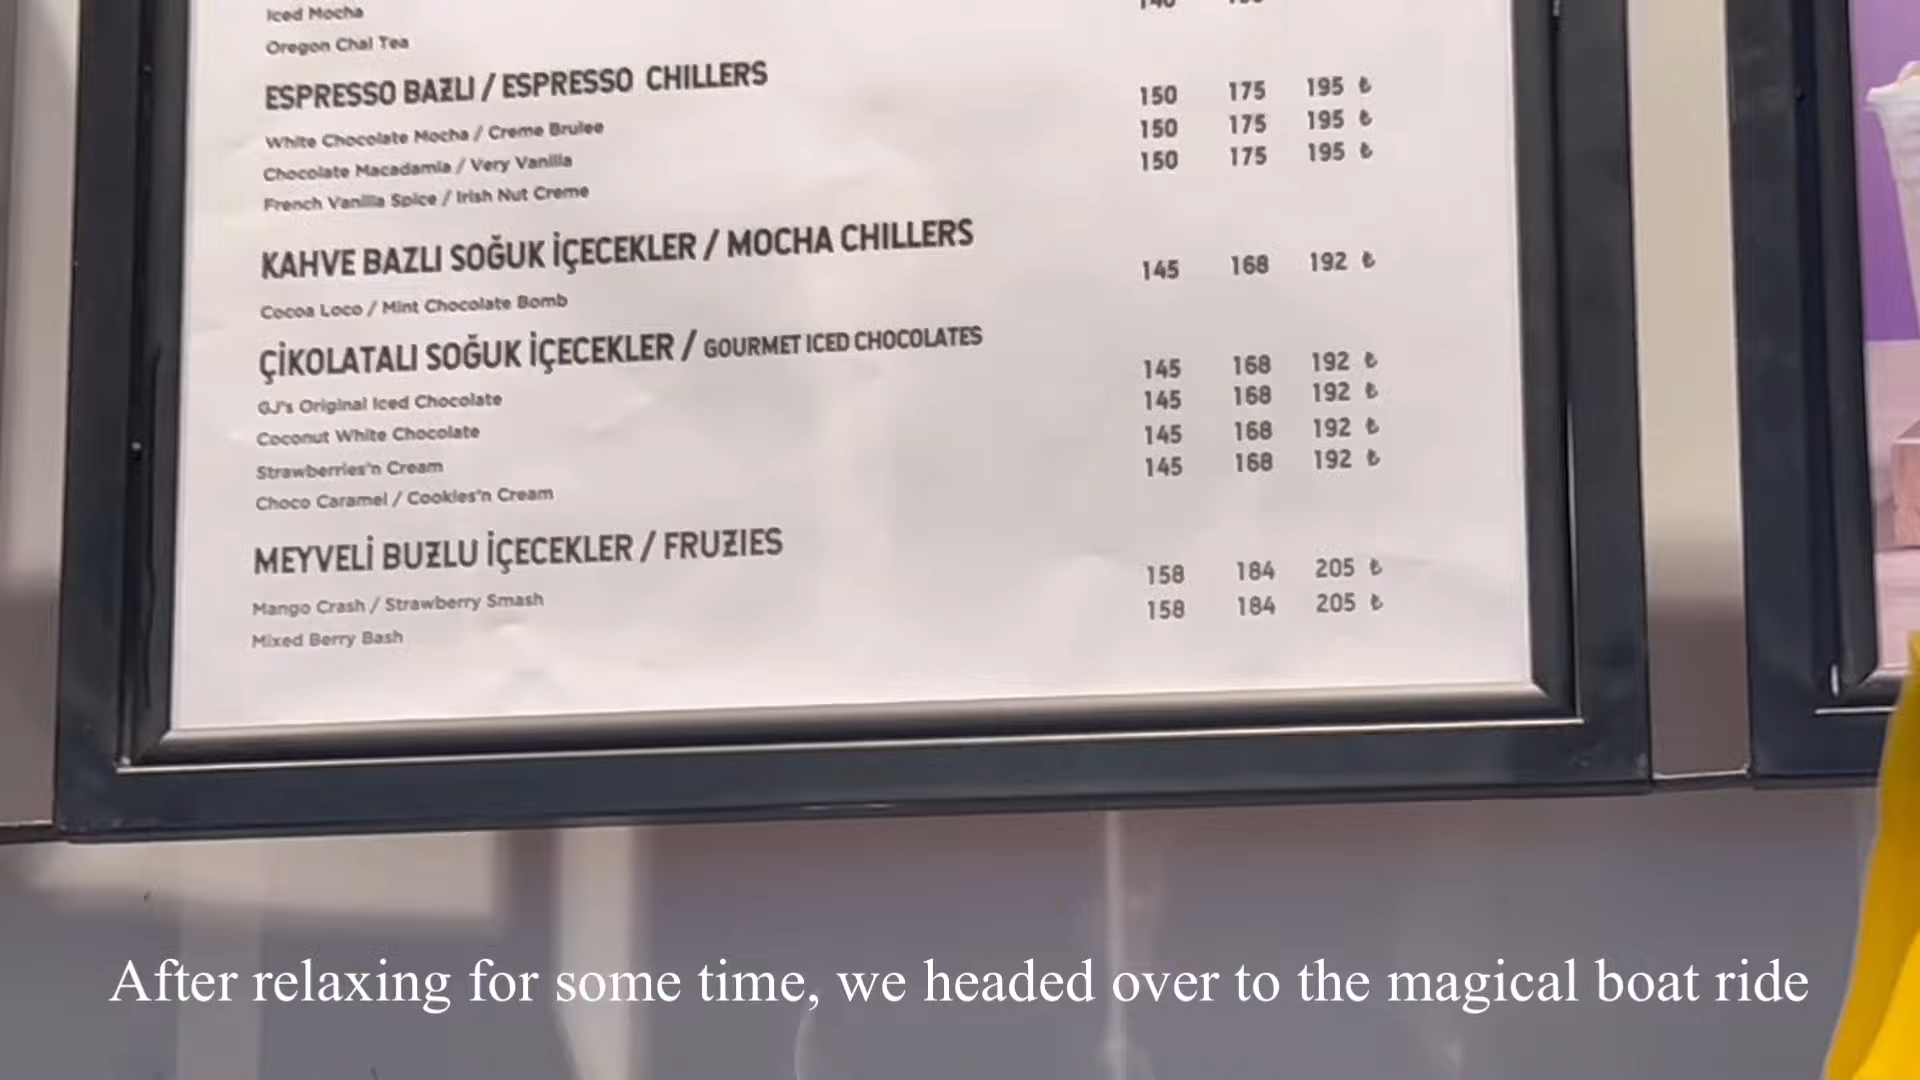 Iced Mocha
Oregon Chai Tea
ESPRESSO BAZLI / ESPRESSO CHILLERS
White Chocolate Mocha / Creme Brulee 150 175 195 ₺
Chocolate Macadamia / Very Vanilla 150 175 195 ₺
French Vanilla Spice / Irish Nut Creme 150 175 195 ₺
KAHVE BAZLI SOĞUK İÇECEKLER / MOCHA CHILLERS
Cocoa Loco / Mint Chocolate Bomb 145 168 192 ₺
ÇİKOLATALI SOĞUK İÇECEKLER / GOURMET ICED CHOCOLATES
GJ's Original Iced Chocolate 145 168 192 ₺
Coconut White Chocolate 145 168 192 ₺
Strawberries'n Cream 145 168 192 ₺
Choco Caramel / Cookies'n Cream 145 168 192 ₺
MEYVELİ BUZLU İÇECEKLER / FRUZIES
Mango Crash / Strawberry Smash 158 184 205 ₺
Mixed Berry Bash 158 184 205 ₺
After relaxing for some time, we headed over to the magical boat ride